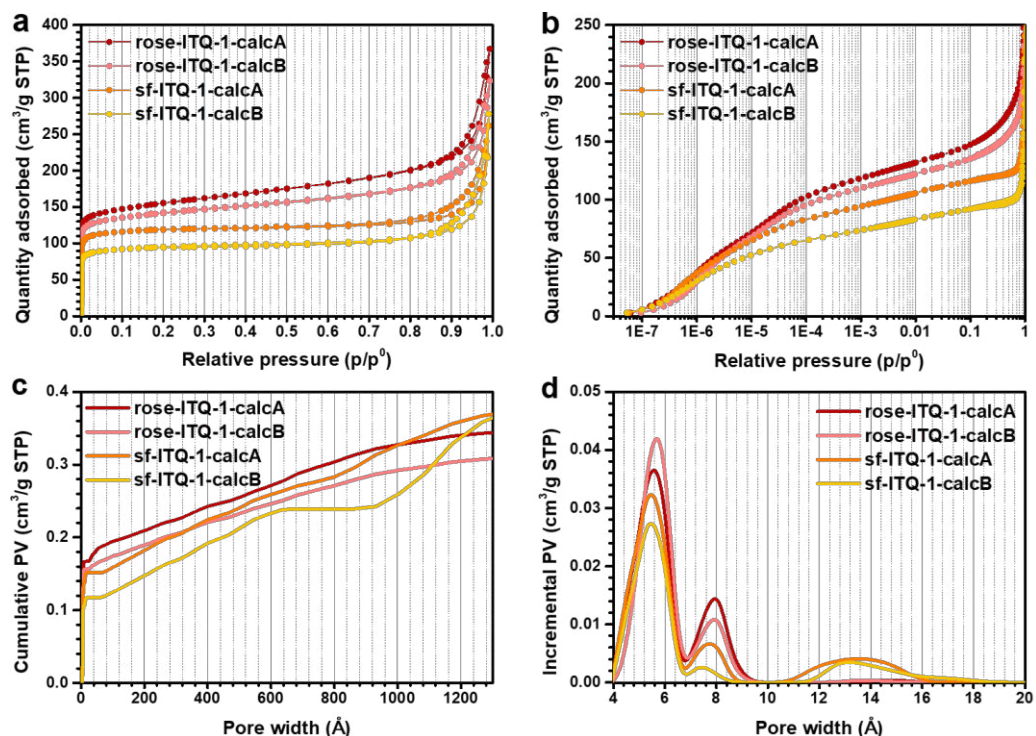 a
400
350
300
250
200
150
100
50
0
Quantity adsorbed (cm³/g STP)
rose-ITQ-1-calcA
rose-ITQ-1-calcB
sf-ITQ-1-calcA
sf-ITQ-1-calcB
0.0 0.1 0.2 0.3 0.4 0.5 0.6 0.7 0.8 0.9 1.0
Relative pressure (p/p⁰)
b
250
200
150
100
50
0
Quantity adsorbed (cm³/g STP)
rose-ITQ-1-calcA
rose-ITQ-1-calcB
sf-ITQ-1-calcA
sf-ITQ-1-calcB
1E-7 1E-6 1E-5 1E-4 1E-3 0.01 0.1 1
Relative pressure (p/p⁰)
c
0.4
0.3
0.2
0.1
0.0
Cumulative PV (cm³/g STP)
rose-ITQ-1-calcA
rose-ITQ-1-calcB
sf-ITQ-1-calcA
sf-ITQ-1-calcB
0 200 400 600 800 1000 1200
Pore width (Å)
d
0.05
0.04
0.03
0.02
0.01
0.00
Incremental PV (cm³/g STP)
rose-ITQ-1-calcA
rose-ITQ-1-calcB
sf-ITQ-1-calcA
sf-ITQ-1-calcB
4 6 8 10 12 14 16 18 20
Pore width (Å)